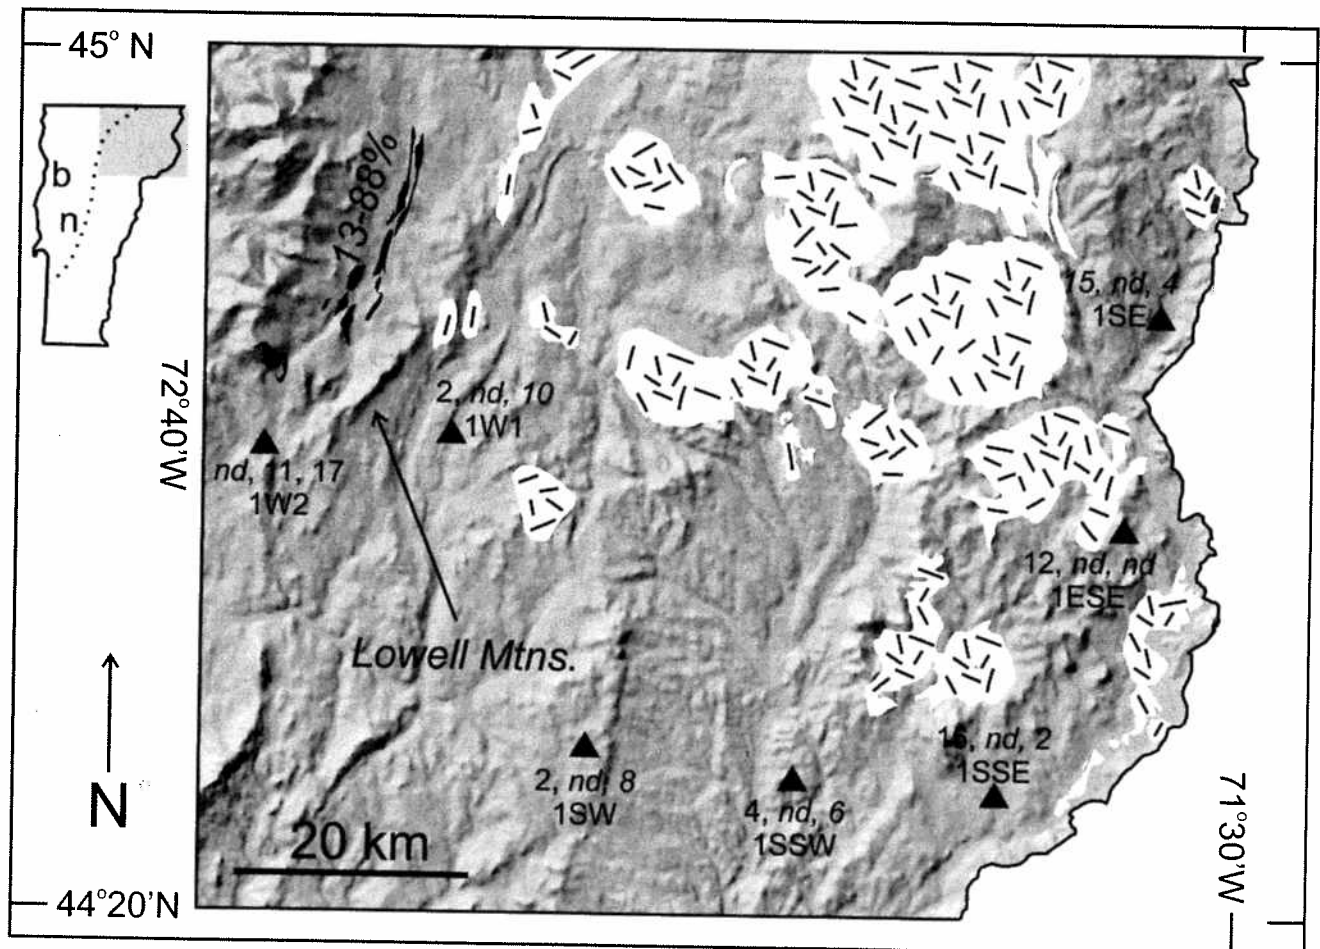 45° N
b
n
13-88%
15, nd, 4
1SE
72°40'W
2, nd, 10
1W1
nd, 11, 17
1W2
12, nd, nd
1ESE
Lowell Mtns.
16, nd, 2
1SSE
2, nd, 8
1SW
4, nd, 6
1SSW
N
20 km
71°30'W
44°20'N